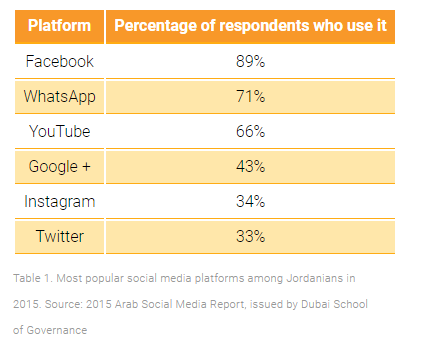 Platform Percentage of respondents who use it
Facebook 89%
WhatsApp 71%
YouTube 66%
Google + 43%
Instagram 34%
Twitter 33%
Table 1. Most popular social media platforms among Jordanians in
2015. Source: 2015 Arab Social Media Report, issued by Dubai School
of Governance